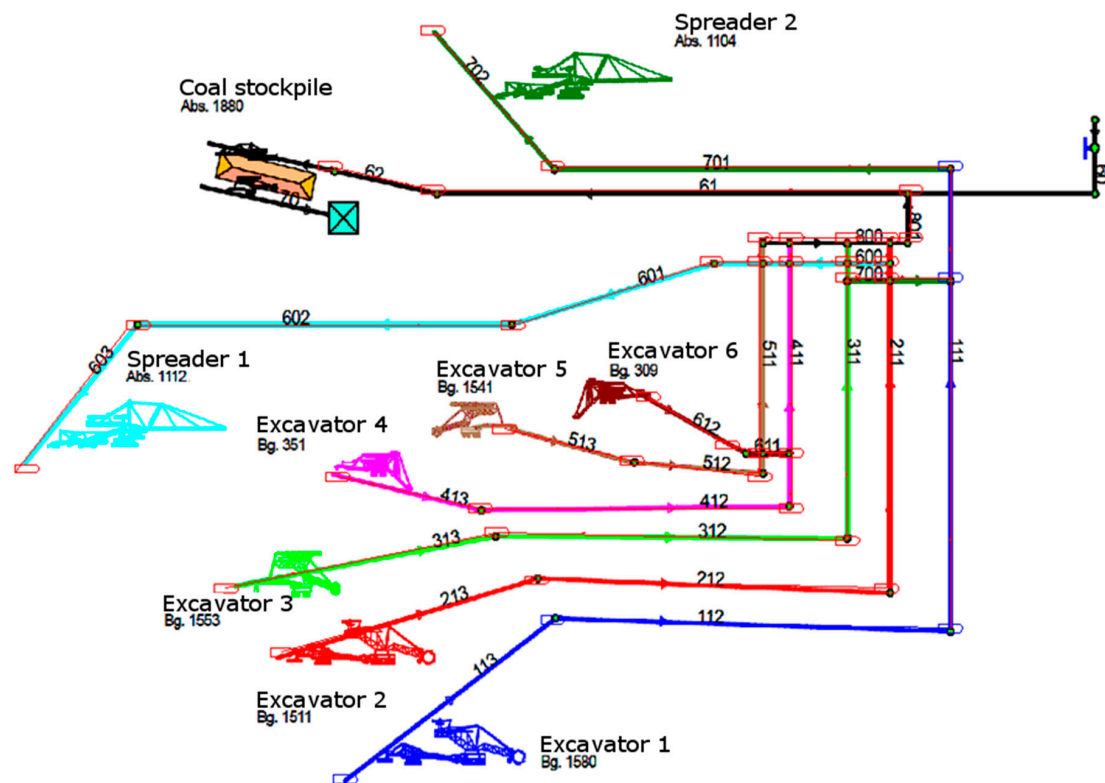 Spreader 2
Abs. 1104
702
Coal stockpile
Abs. 1880
62
701
61
70
801
800
600
700
601
602
603
Spreader 1
Abs. 1112
511
411
311
211
111
Excavator 6
Bg. 309
Excavator 5
Bg. 1541
612
611
513
512
Excavator 4
Bg. 351
413
412
313
312
Excavator 3
Bg. 1553
213
212
112
113
Excavator 2
Bg. 1511
Excavator 1
Bg. 1580